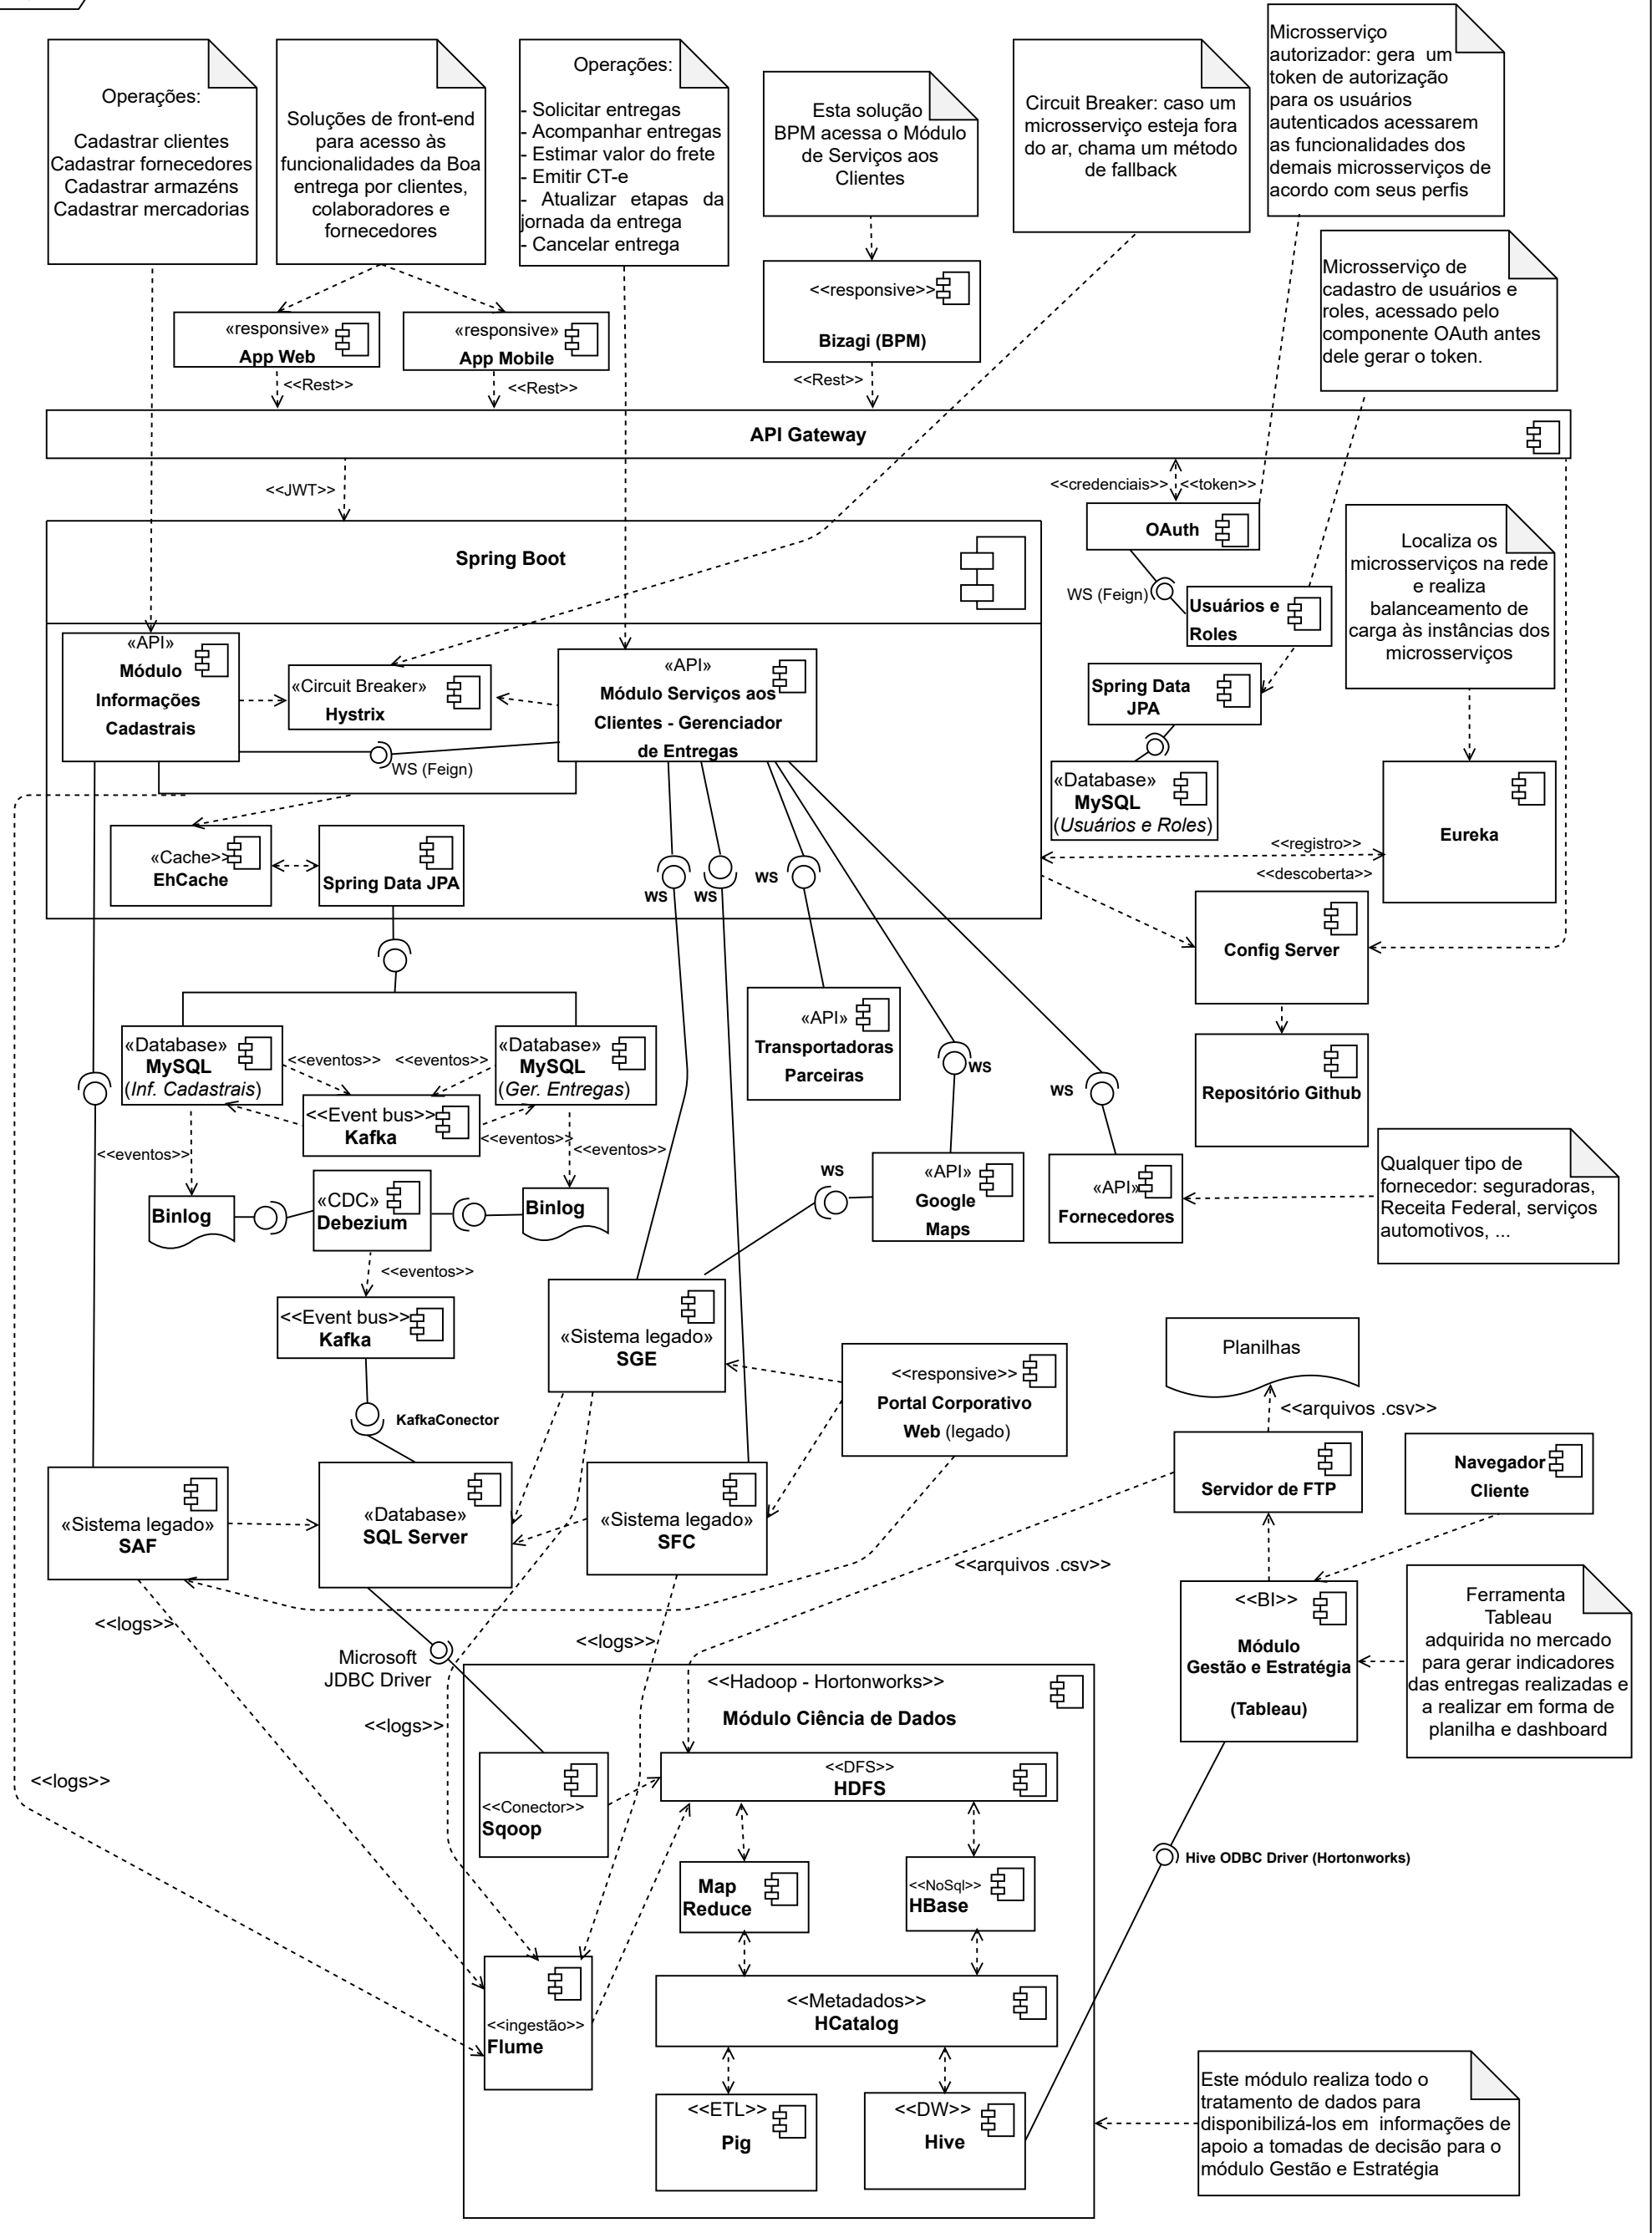 Operações:
Cadastrar clientes
Cadastrar fornecedores
Cadastrar armazéns
Cadastrar mercadorias
Soluções de front-end
para acesso às
funcionalidades da Boa
entrega por clientes,
colaboradores e
fornecedores
Operações:
- Solicitar entregas
- Acompanhar entregas
- Estimar valor do frete
- Emitir CT-e
- Atualizar etapas da
jornada da entrega
- Cancelar entrega
Esta solução
BPM acessa o Módulo
de Serviços aos
Clientes
Circuit Breaker: caso um
microsserviço esteja fora
do ar, chama um método
de fallback
Microsserviço
autorizador: gera um
token de autorização
para os usuários
autenticados acessarem
as funcionalidades dos
demais microsserviços de
acordo com seus perfis
Microsserviço de
cadastro de usuários e
roles, acessado pelo
componente OAuth antes
dele gerar o token.
«responsive»
App Web
«responsive»
App Mobile
<<responsive>>
Bizagi (BPM)
<<Rest>>
<<Rest>>
<<Rest>>
API Gateway
<<JWT>>
<<credenciais>>
<<token>>
OAuth
WS (Feign)
Usuários e
Roles
Localiza os
microserviços na rede
e realiza
balanceamento de
carga às instâncias dos
microserviços
Spring Boot
«API»
Módulo
Informações
Cadastrais
«Circuit Breaker»
Hystrix
«API»
Módulo Serviços aos
Clientes - Gerenciador
de Entregas
WS (Feign)
Spring Data
JPA
«Database»
MySQL
(Usuários e Roles)
Eureka
<<registro>>
<<descoberta>>
«Cache>>
EhCache
Spring Data JPA
WS
WS
WS
Config Server
«API»
Transportadoras
Parceiras
Repositório Github
«Database»
MySQL
(Inf. Cadastrais)
<<eventos>>
<<eventos>>
«Database»
MySQL
(Ger. Entregas)
<<Event bus>>
Kafka
<<eventos>>
<<eventos>>
<<eventos>>
WS
WS
Binlog
«CDC»
Debezium
Binlog
<<eventos>>
WS
«API»
Google
Maps
«API»
Fornecedores
Qualquer tipo de
fornecedor: seguradoras,
Receita Federal, serviços
automotivos, ...
<<Event bus>>
Kafka
KafkaConector
«Sistema legado»
SGE
<<responsive>>
Portal Corporativo
Web (legado)
Planilhas
<<arquivos .csv>>
Servidor de FTP
Navegador
Cliente
«Sistema legado»
SAF
«Database»
SQL Server
«Sistema legado»
SFC
<<arquivos .csv>>
<<logs>>
<<logs>>
Microsoft
JDBC Driver
<<logs>>
<<logs>>
<<BI>>
Módulo
Gestão e Estratégia
(Tableau)
Ferramenta
Tableau
adquirida no mercado
para gerar indicadores
das entregas realizadas e
a realizar em forma de
planilha e dashboard
<<Hadoop - Hortonworks>>
Módulo Ciência de Dados
<<Conector>>
Sqoop
<<DFS>>
HDFS
Map
Reduce
<<NoSql>>
HBase
Hive ODBC Driver (Hortonworks)
<<ingestão>>
Flume
<<Metadados>>
HCatalog
<<ETL>>
Pig
<<DW>>
Hive
Este módulo realiza todo o
tratamento de dados para
disponibilizá-los em informações de
apoio a tomadas de decisão para o
módulo Gestão e Estratégia